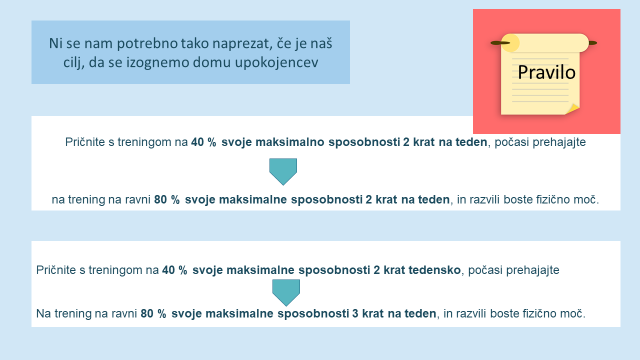 Ni se nam potrebno tako naprezat, če je naš
cilj, da se izognemo domu upokojencev
Pravilo
Pričnite s treningom na 40 % svoje maksimalno sposobnosti 2 krat na teden, počasi prehajajte
na trening na ravni 80 % svoje maksimalne sposobnosti 2 krat na teden, in razvili boste fizično moč.
Pričnite s treningom na 40 % svoje maksimalne sposobnosti 2 krat tedensko, počasi prehajajte
Na trening na ravni 80 % svoje maksimalne sposobnosti 3 krat na teden, in razvili boste fizično moč.